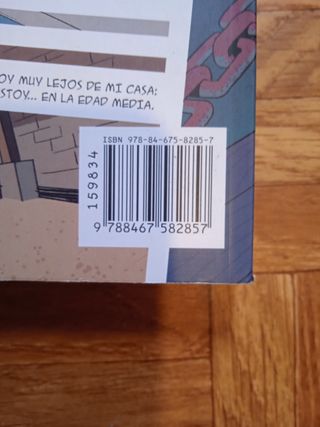 OY MUY LEJOS DE MI CASA:
STOY... EN LA EDAD MEDIA.
ISBN 978-84-675-8285-7
159834
9 788467 582857